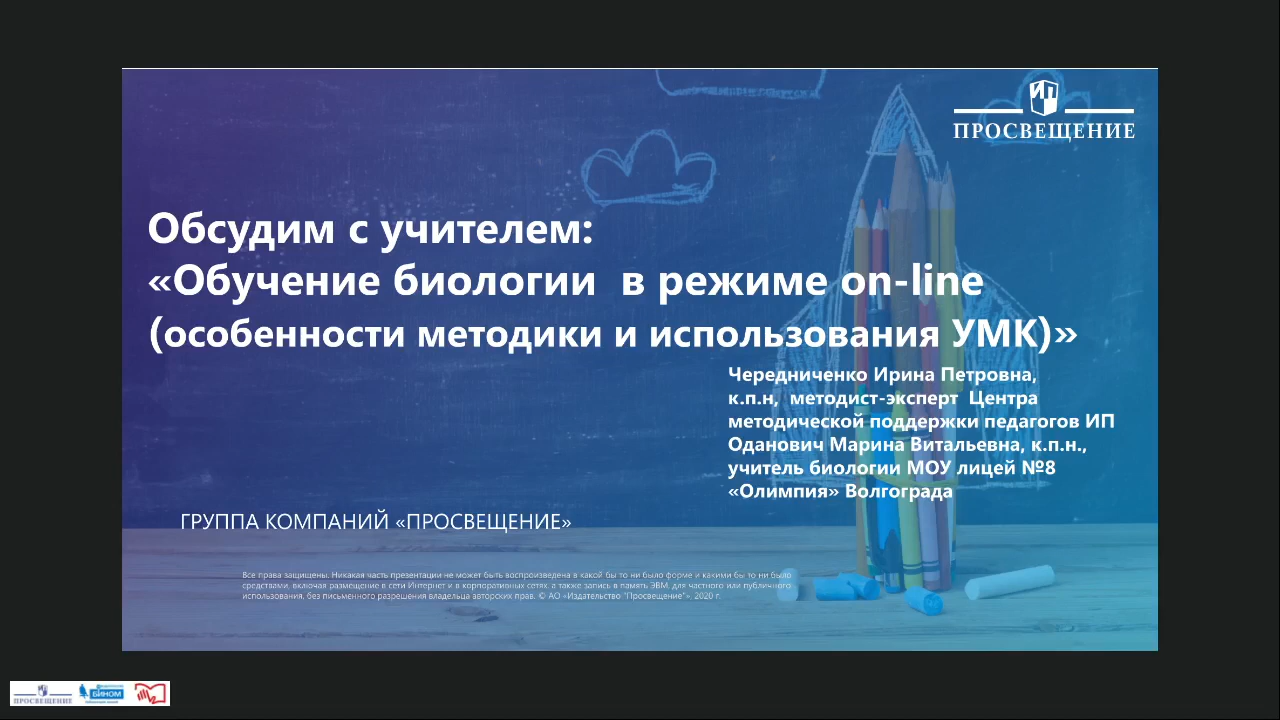 ИП
ПРОСВЕЩЕНИЕ
Обсудим с учителем:
«Обучение биологии  в режиме on-line
(особенности методики и использования УМК)»
Чередниченко Ирина Петровна,
к.п.н,  методист-эксперт  Центра
методической поддержки педагогов ИП
Оданович Марина Витальевна, к.п.н.,
учитель биологии МОУ лицей №8
«Олимпия» Волгограда
ГРУППА КОМПАНИЙ «ПРОСВЕЩЕНИЕ»
Все права защищены. Никакая часть презентации не может быть воспроизведена в какой бы то ни было форме и какими бы то ни было
средствами, включая размещение в сети Интернет и в корпоративных сетях, а также запись в память ЭВМ, для частного или публичного
использования, без письменного разрешения владельца авторских прав. © АО «Издательство "Просвещение"», 2020 г.
ПРОСВЕЩЕНИЕ
БИНОМ